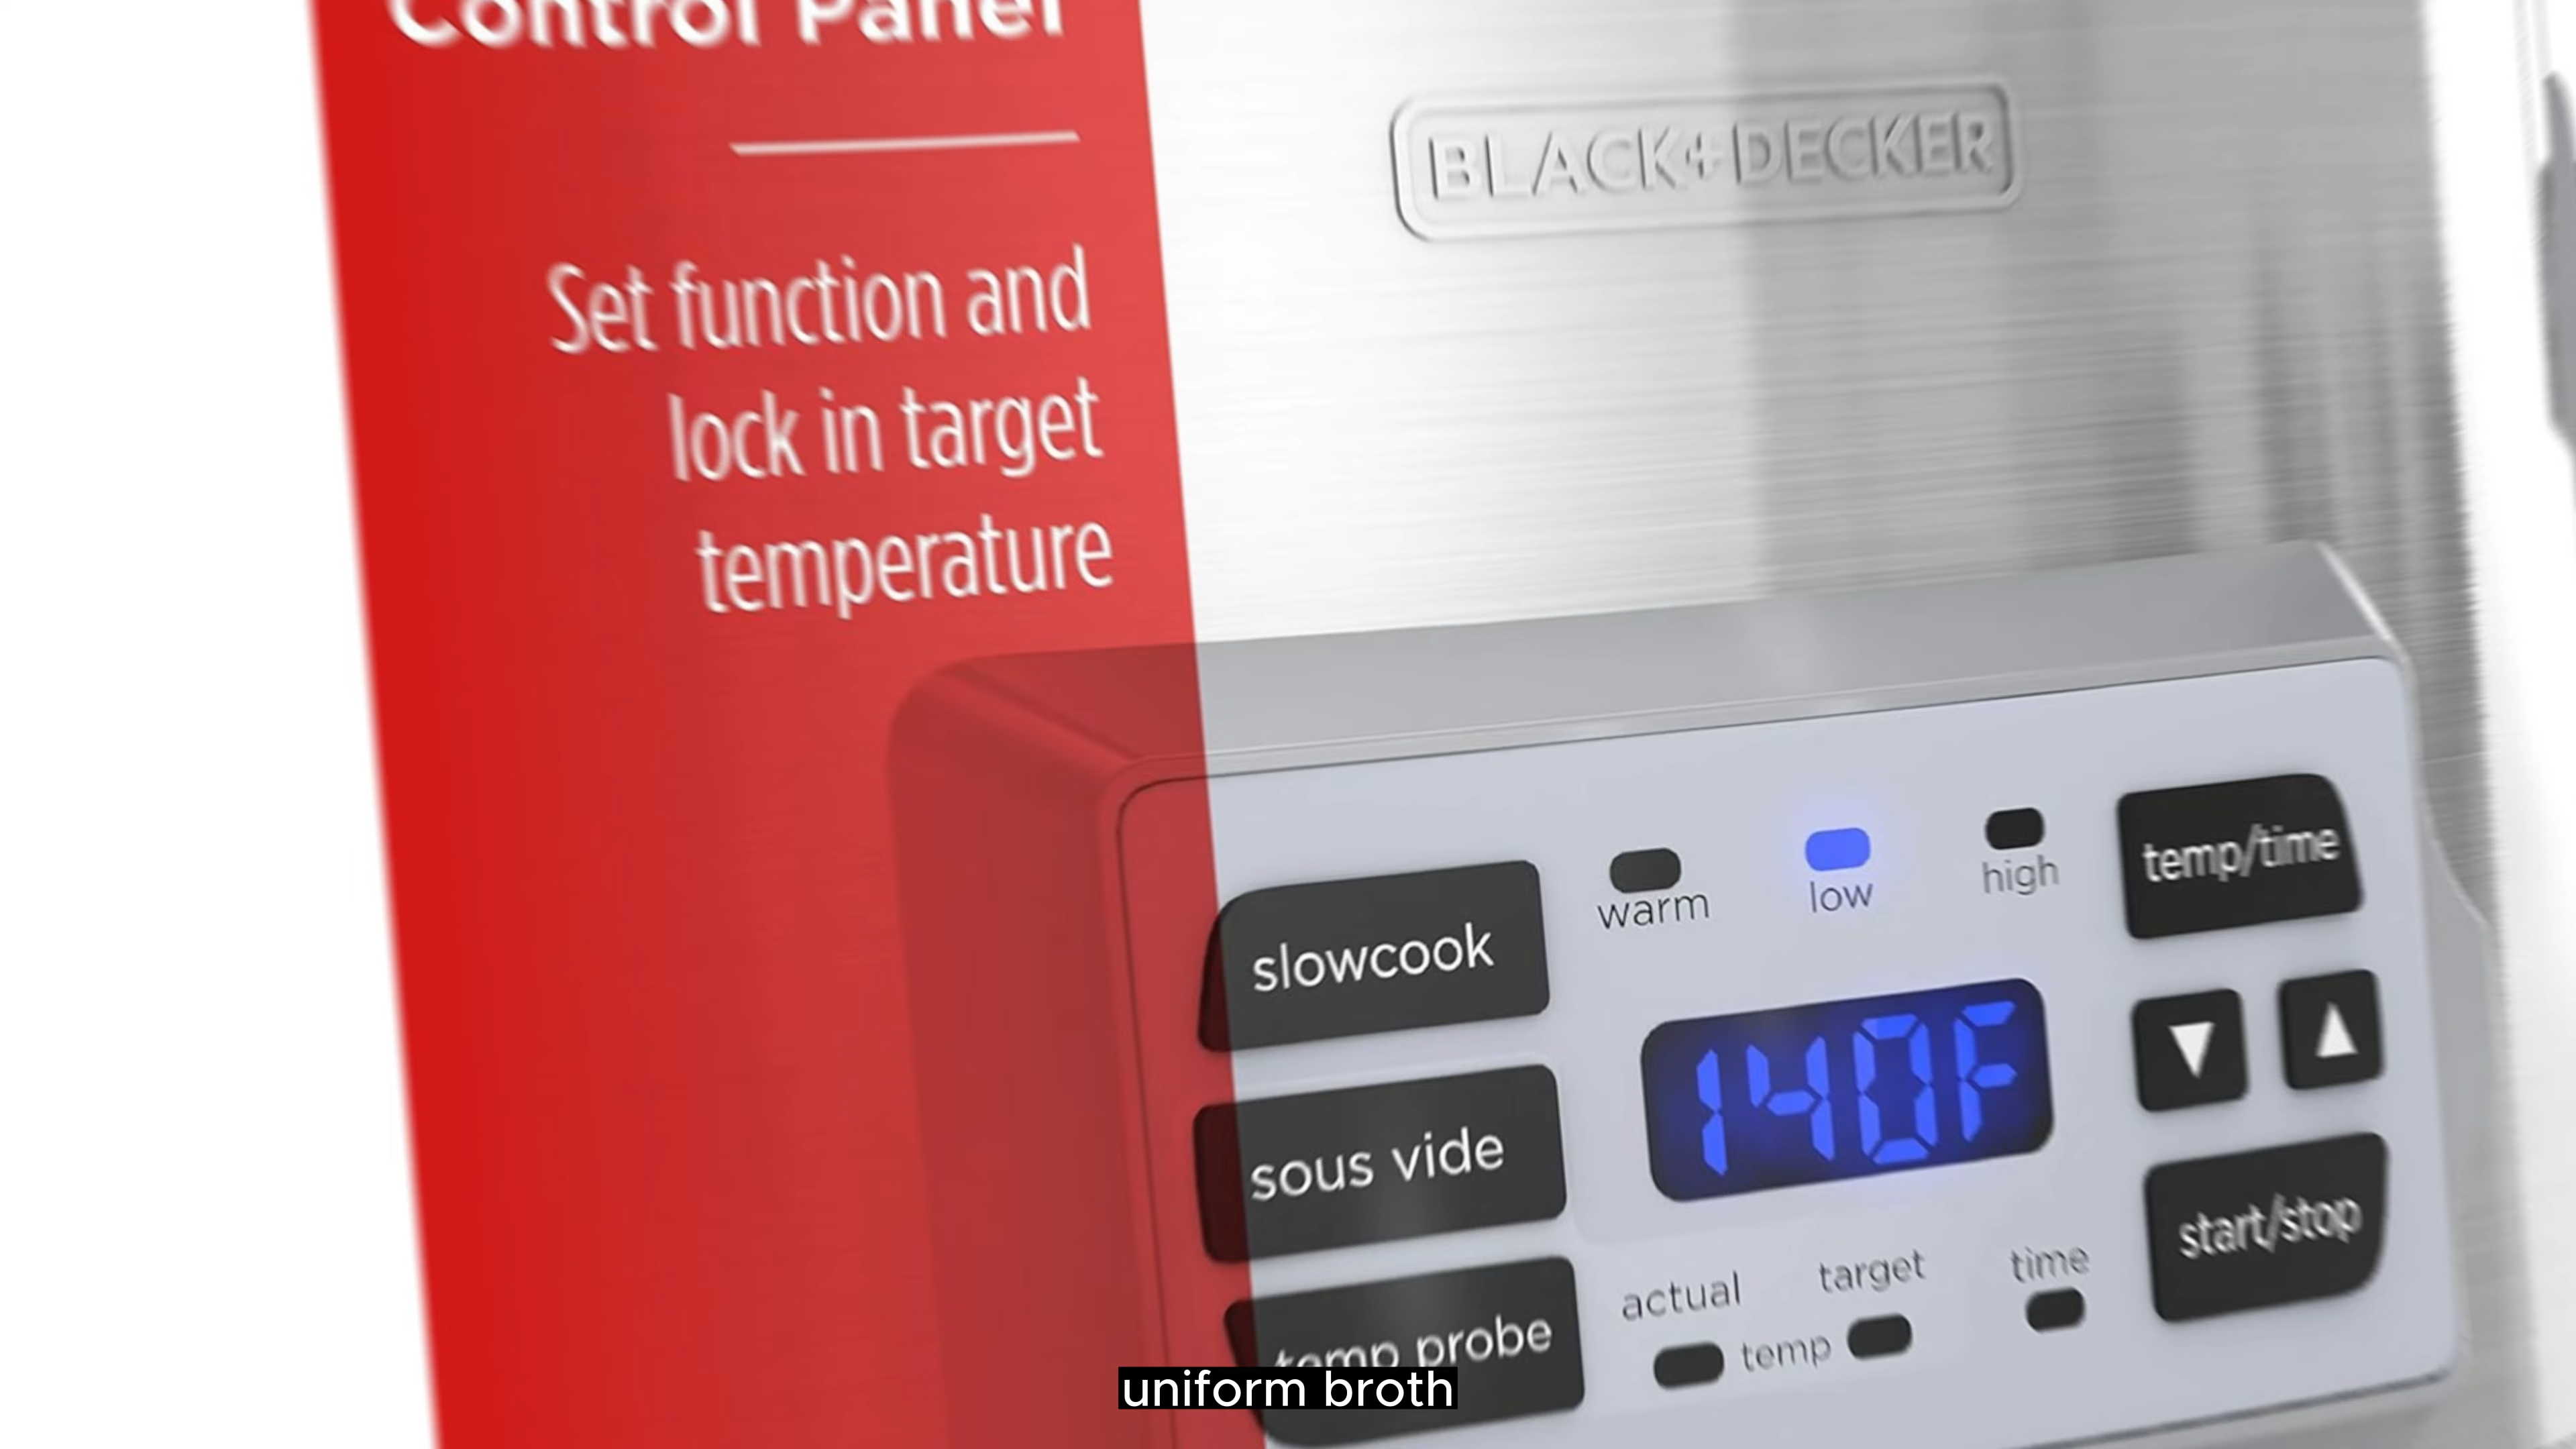 Control Panel
Set function and
lock in target
temperature
BLACK+DECKER
slowcook
sous vide
temp probe
warm
low
high
140F
actual
target
time
temp
temp/time
▼ ▲
start/stop
uniform broth